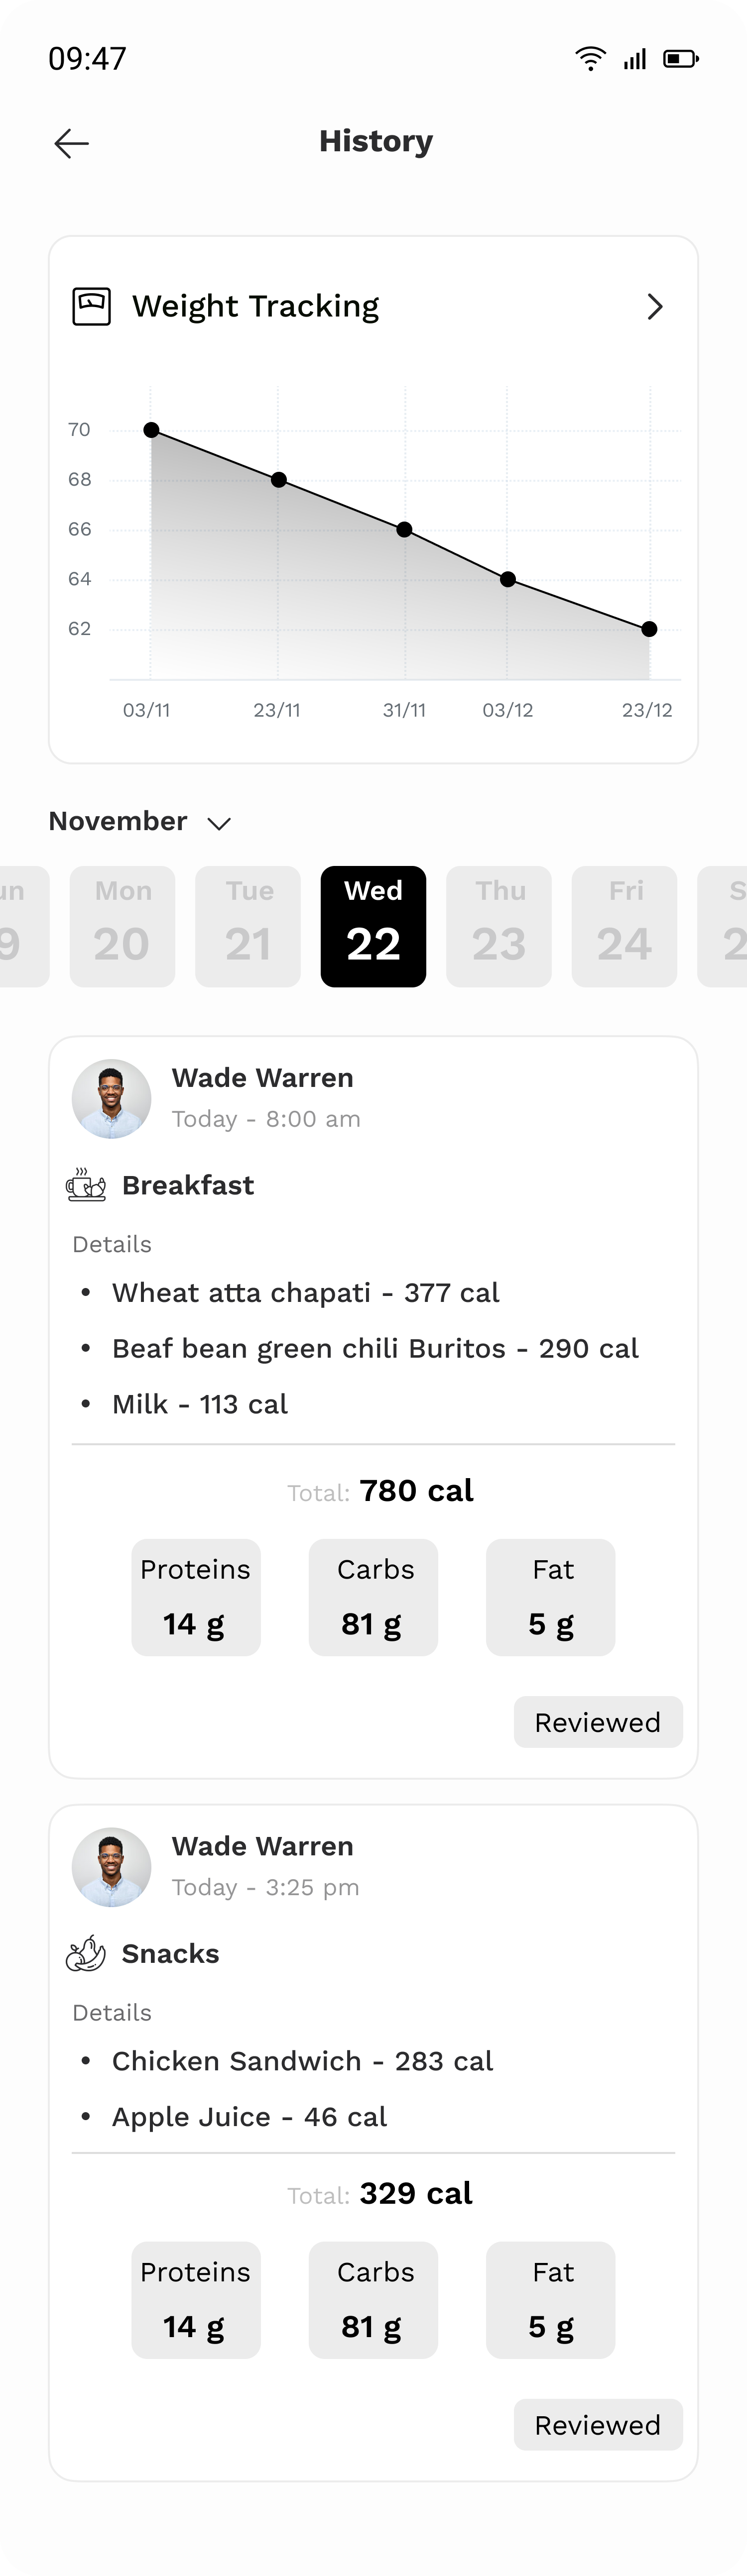 09:47
History
Weight Tracking
70
68
66
64
62
03/11 23/11 31/11 03/12 23/12
November
un Mon Tue Wed Thu Fri S
9 20 21 22 23 24 2
Wade Warren
Today - 8:00 am
Breakfast
Details
• Wheat atta chapati - 377 cal
• Beaf bean green chili Buritos - 290 cal
• Milk - 113 cal
Total: 780 cal
Proteins Carbs Fat
14 g 81 g 5 g
Reviewed
Wade Warren
Today - 3:25 pm
Snacks
Details
• Chicken Sandwich - 283 cal
• Apple Juice - 46 cal
Total: 329 cal
Proteins Carbs Fat
14 g 81 g 5 g
Reviewed